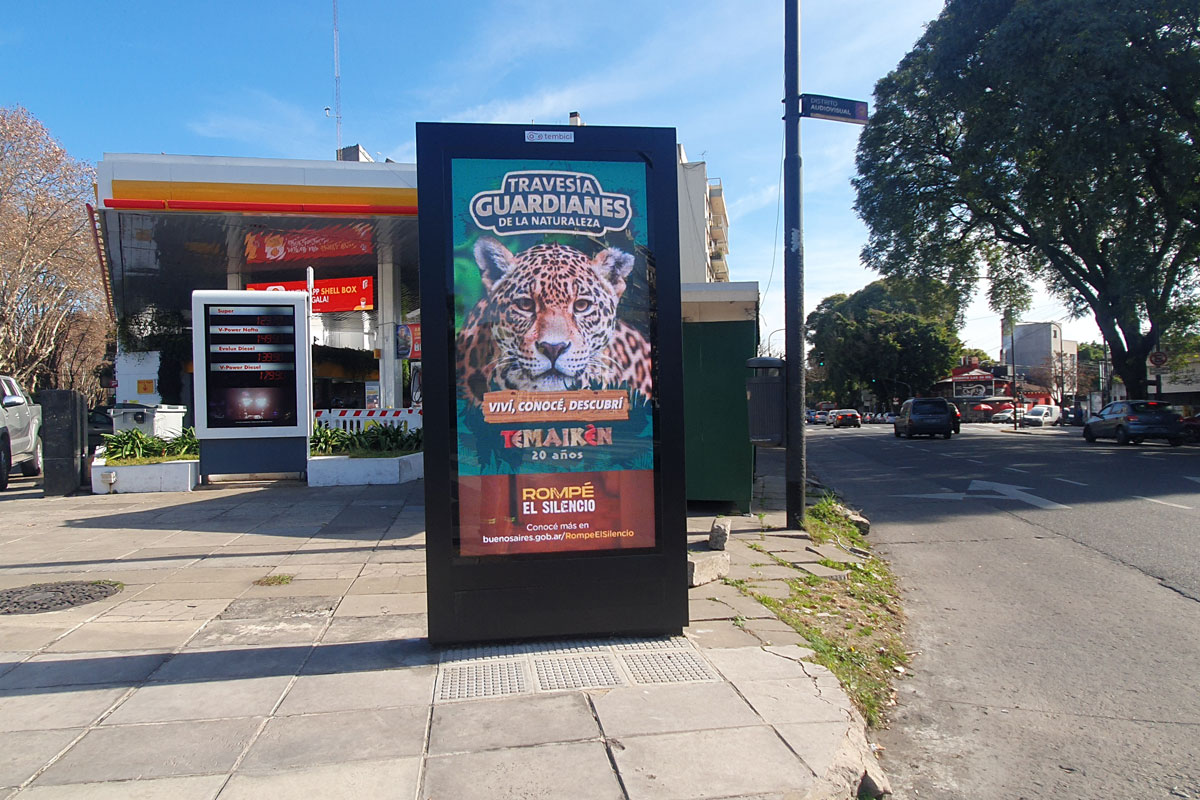 tembici
DISTRITO
AUDIOVISUAL
TRAVESÍA
GUARDIANES
DE LA NATURALEZA
VIVÍ, CONOCÉ, DESCUBRÍ
TEMAIKÈN
20 años
ROMPÉ
EL SILENCIO
Conocé más en
buenosaires.gob.ar/RompeElSilencio
SHELL BOX
Super
V-Power Nafta
Evolux Diesel
V-Power Diesel